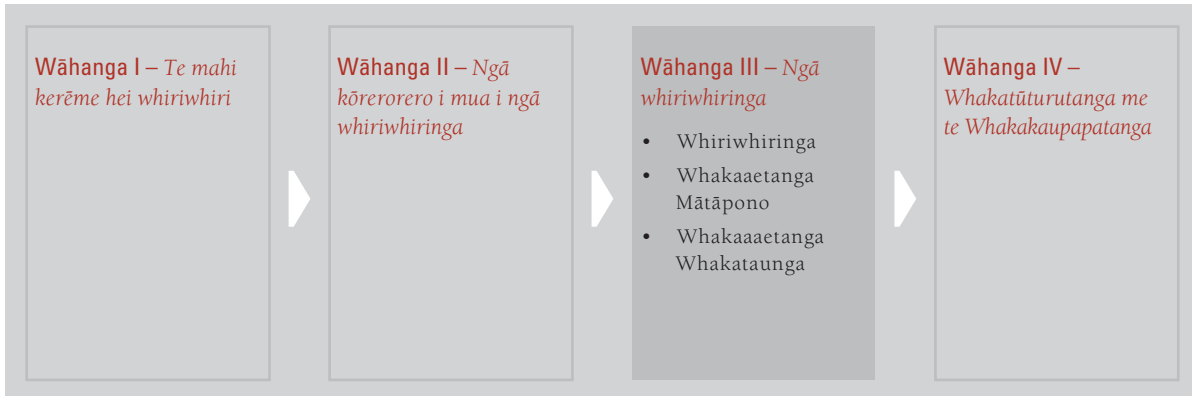 Wāhanga I – Te mahi
kerēme hei whiriwhiri
Wāhanga II – Ngā
kōrerorero i mua i ngā
whiriwhiringa
Wāhanga III – Ngā
whiriwhiringa
• Whiriwhiringa
• Whakaaetanga
Mātāpono
• Whakaaaetanga
Whakataunga
Wāhanga IV –
Whakatūturutanga me
te Whakakaupapatanga